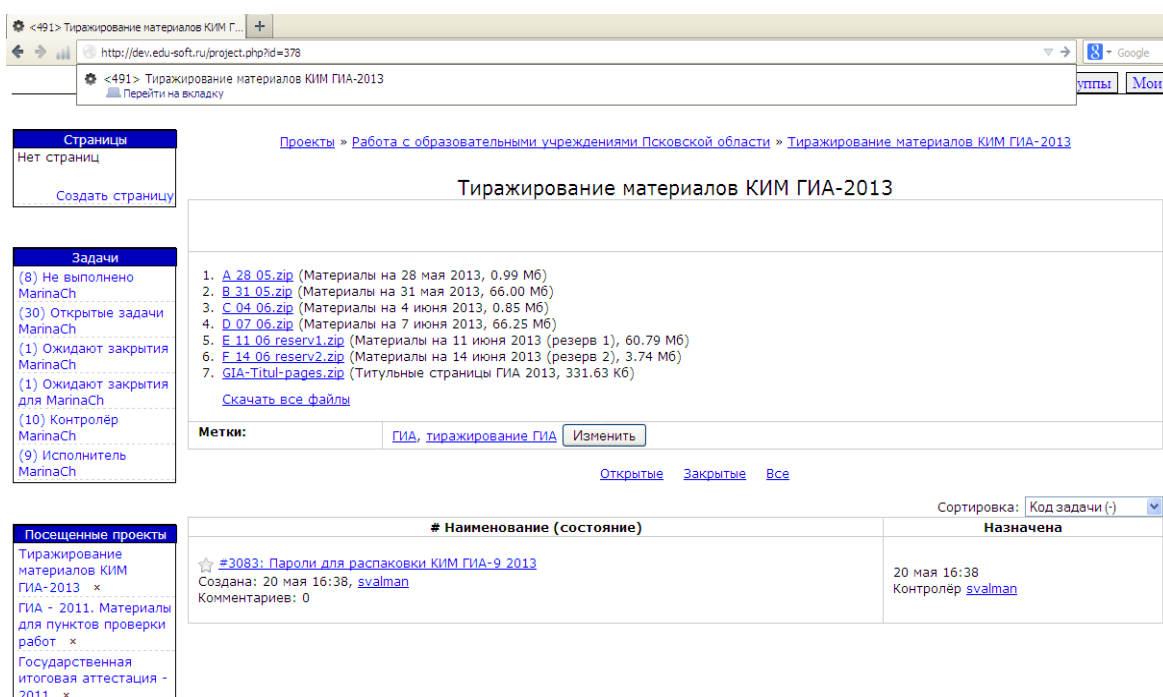 <491> Тиражирование материалов КИМ Г...
http://dev.edu-soft.ru/project.php?id=378
Google
<491> Тиражирование материалов КИМ ГИА-2013
Перейти на вкладку
уппы
Мои
Страницы
Нет страниц
Создать страницу
Задачи
(8) Не выполнено
MarinaCh
(30) Открытые задачи
MarinaCh
(1) Ожидают закрытия
MarinaCh
(1) Ожидают закрытия
для MarinaCh
(10) Контролёр
MarinaCh
(9) Исполнитель
MarinaCh
Посещенные проекты
Тиражирование
материалов КИМ
ГИА-2013 ×
ГИА - 2011. Материалы
для пунктов проверки
работ ×
Государственная
итоговая аттестация -
2011 ×
Проекты » Работа с образовательными учреждениями Псковской области » Тиражирование материалов КИМ ГИА-2013
Тиражирование материалов КИМ ГИА-2013
1. A 28 05.zip (Материалы на 28 мая 2013, 0.99 Мб)
2. B 31 05.zip (Материалы на 31 мая 2013, 66.00 Мб)
3. C 04 06.zip (Материалы на 4 июня 2013, 0.85 Мб)
4. D 07 06.zip (Материалы на 7 июня 2013, 66.25 Мб)
5. E 11 06 reserv1.zip (Материалы на 11 июня 2013 (резерв 1), 60.79 Мб)
6. F 14 06 reserv2.zip (Материалы на 14 июня 2013 (резерв 2), 3.74 Мб)
7. GIA-Titul-pages.zip (Титульные страницы ГИА 2013, 331.63 Кб)
Скачать все файлы
Метки:
ГИА, тиражирование ГИА Изменить
Открытые Закрытые Все
Сортировка: Код задачи (-)
# Наименование (состояние)
Назначена
#3083: Пароли для распаковки КИМ ГИА-9 2013
Создана: 20 мая 16:38, svalman
Комментариев: 0
20 мая 16:38
Контролёр svalman